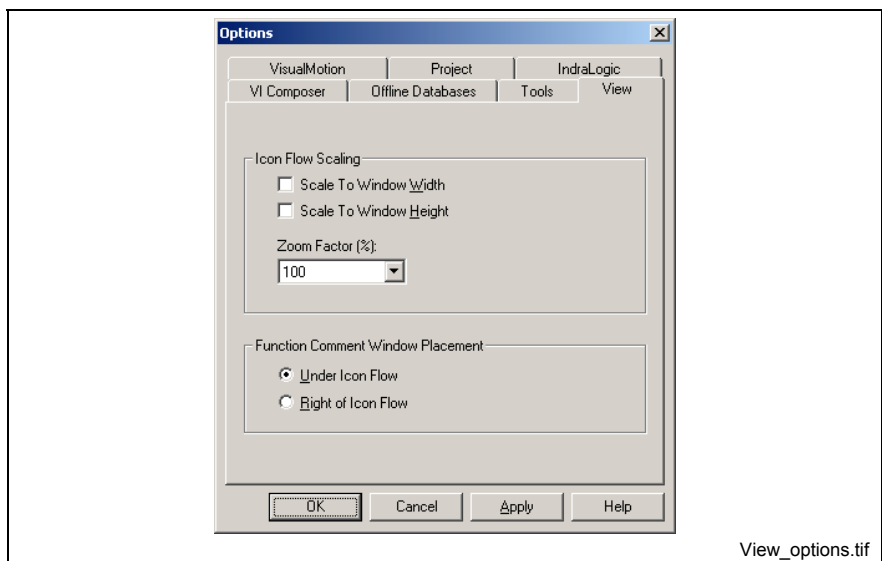 Options
VisualMotion Project IndraLogic
VI Composer Offline Databases Tools View
Icon Flow Scaling
Scale To Window Width
Scale To Window Height
Zoom Factor (%):
100
Function Comment Window Placement
Under Icon Flow
Right of Icon Flow
OK Cancel Apply Help
View_options.tif